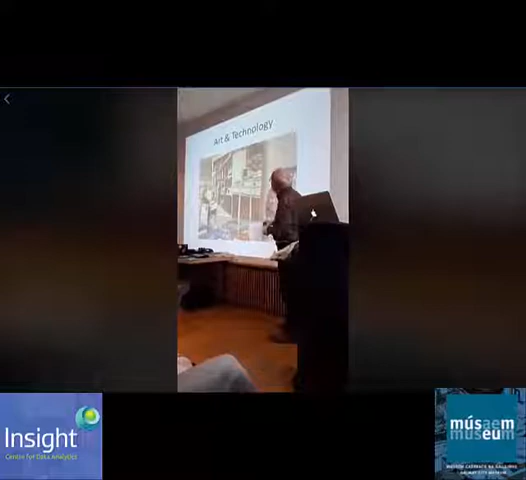 Art & Technology
Insight
Centre for Data Analytics
músaem
museum